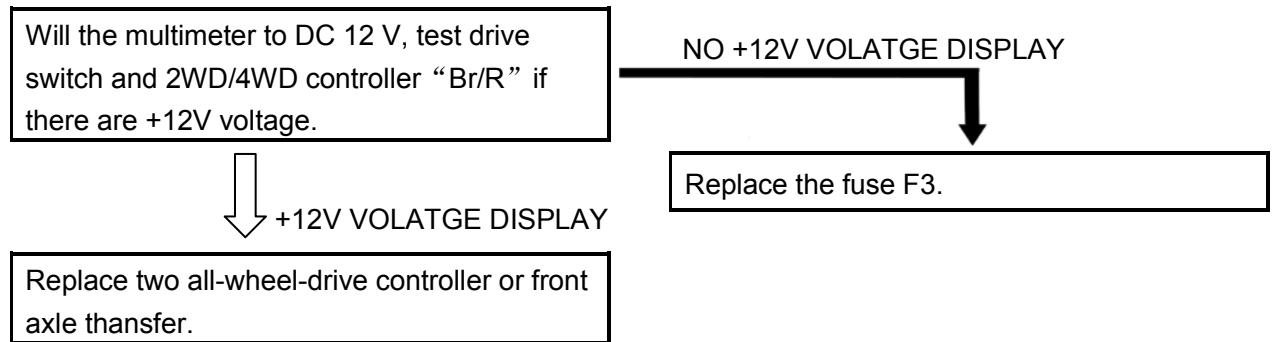 Will the multimeter to DC 12 V, test drive
switch and 2WD/4WD controller “Br/R” if
there are +12V voltage.
NO +12V VOLATGE DISPLAY
Replace the fuse F3.
+12V VOLATGE DISPLAY
Replace two all-wheel-drive controller or front
axle thansfer.